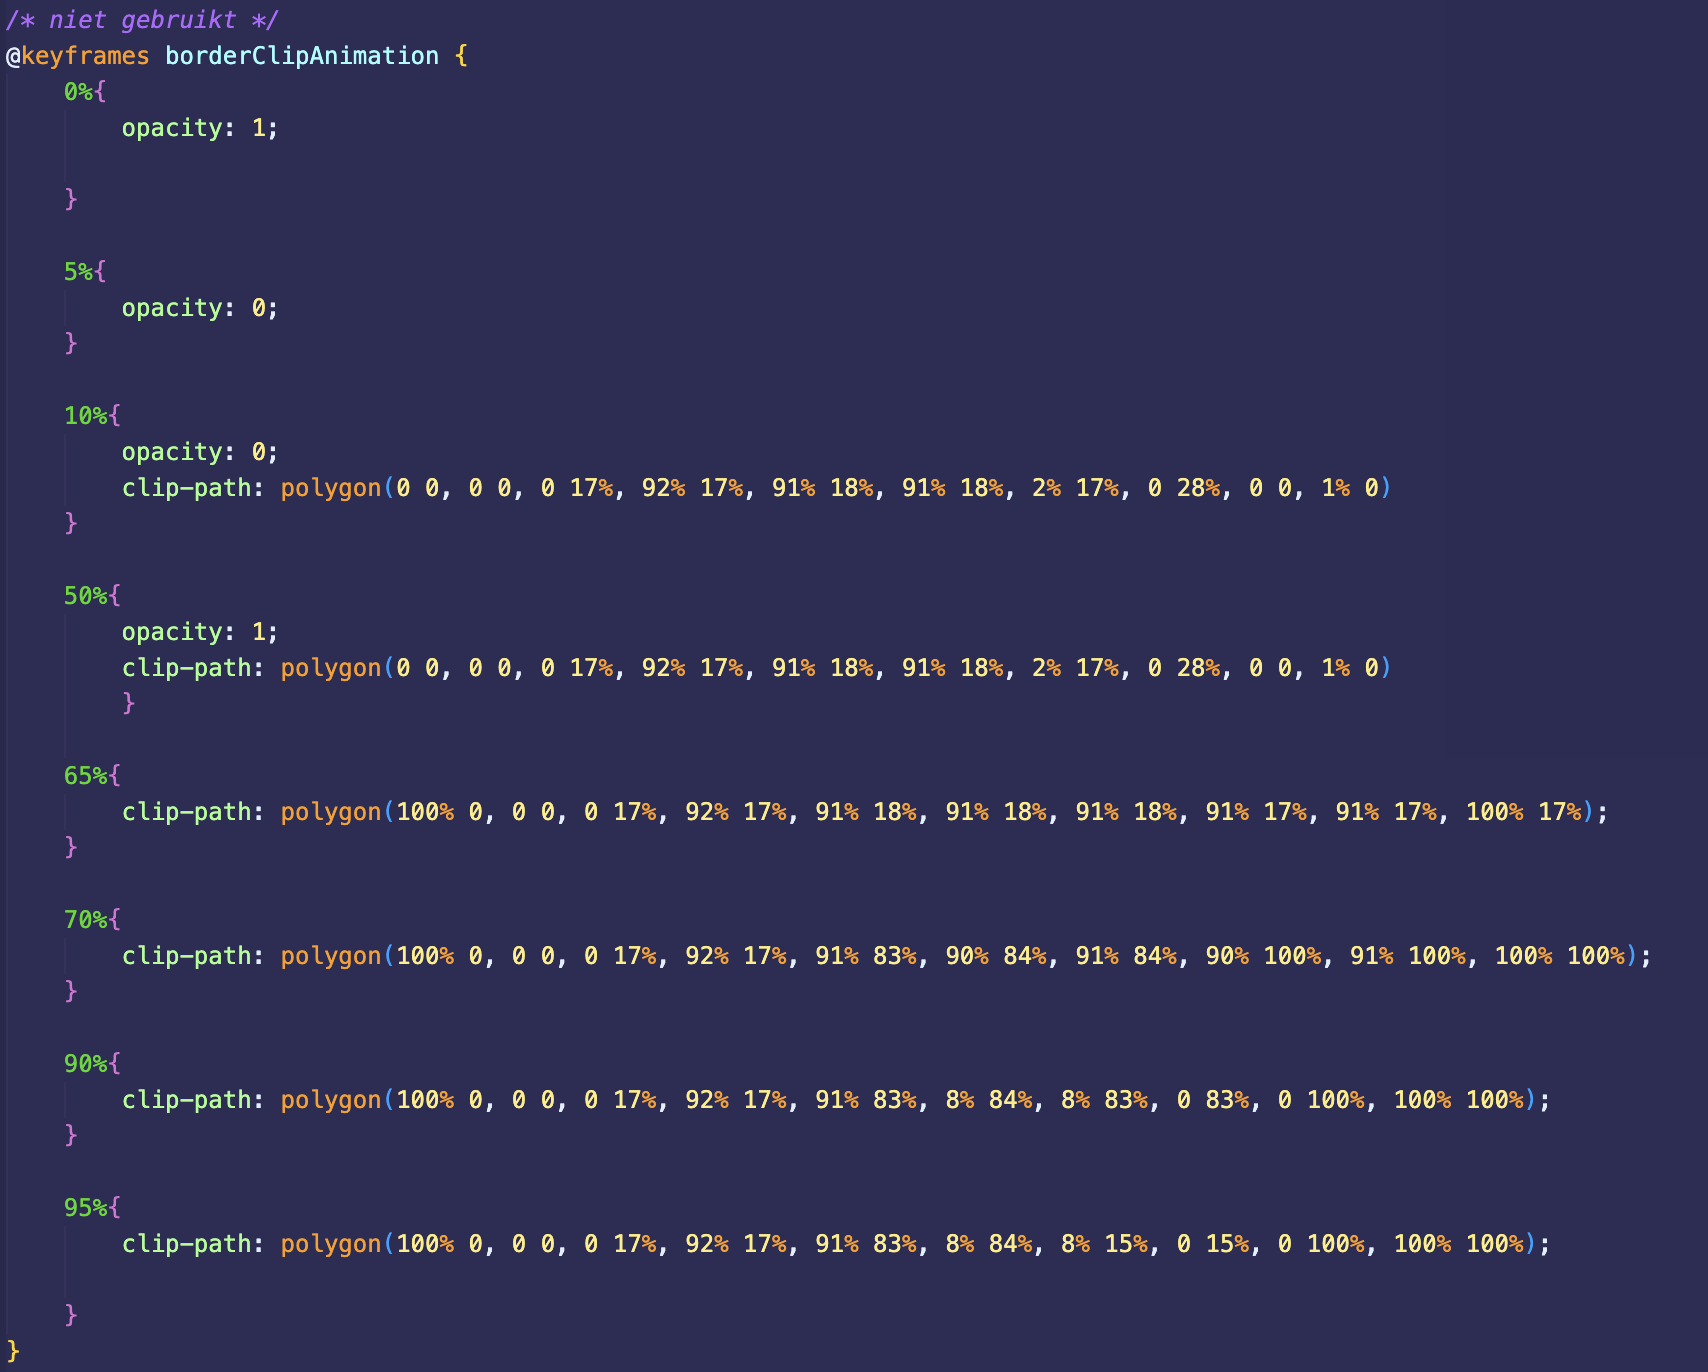 /* niet gebruikt */
@keyframes borderClipAnimation {
0%{
opacity: 1;
}
5%{
opacity: 0;
}
10%{
opacity: 0;
clip-path: polygon(0 0, 0 0, 0 17%, 92% 17%, 91% 18%, 91% 18%, 2% 17%, 0 28%, 0 0, 1% 0)
}
50%{
opacity: 1;
clip-path: polygon(0 0, 0 0, 0 17%, 92% 17%, 91% 18%, 91% 18%, 2% 17%, 0 28%, 0 0, 1% 0)
}
65%{
clip-path: polygon(100% 0, 0 0, 0 17%, 92% 17%, 91% 18%, 91% 18%, 91% 18%, 91% 17%, 91% 17%, 100% 17%);
}
70%{
clip-path: polygon(100% 0, 0 0, 0 17%, 92% 17%, 91% 83%, 90% 84%, 91% 84%, 90% 100%, 91% 100%, 100% 100%);
}
90%{
clip-path: polygon(100% 0, 0 0, 0 17%, 92% 17%, 91% 83%, 8% 84%, 8% 83%, 0 83%, 0 100%, 100% 100%);
}
95%{
clip-path: polygon(100% 0, 0 0, 0 17%, 92% 17%, 91% 83%, 8% 84%, 8% 15%, 0 15%, 0 100%, 100% 100%);
}
}